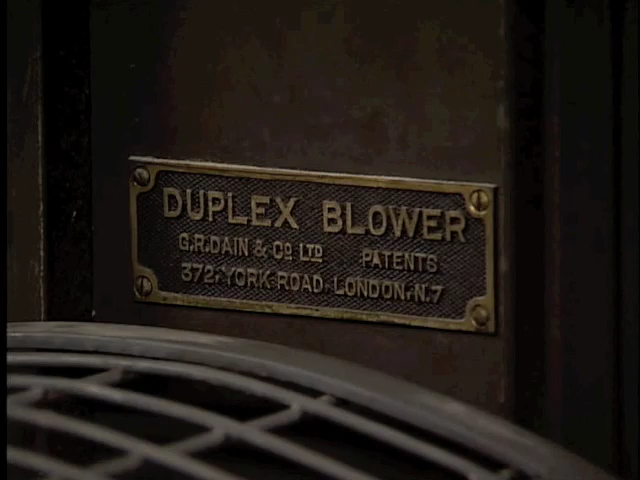 DUPLEX BLOWER
G.R.DAIN & Co LTD PATENTS
372, YORK ROAD, LONDON, N.7